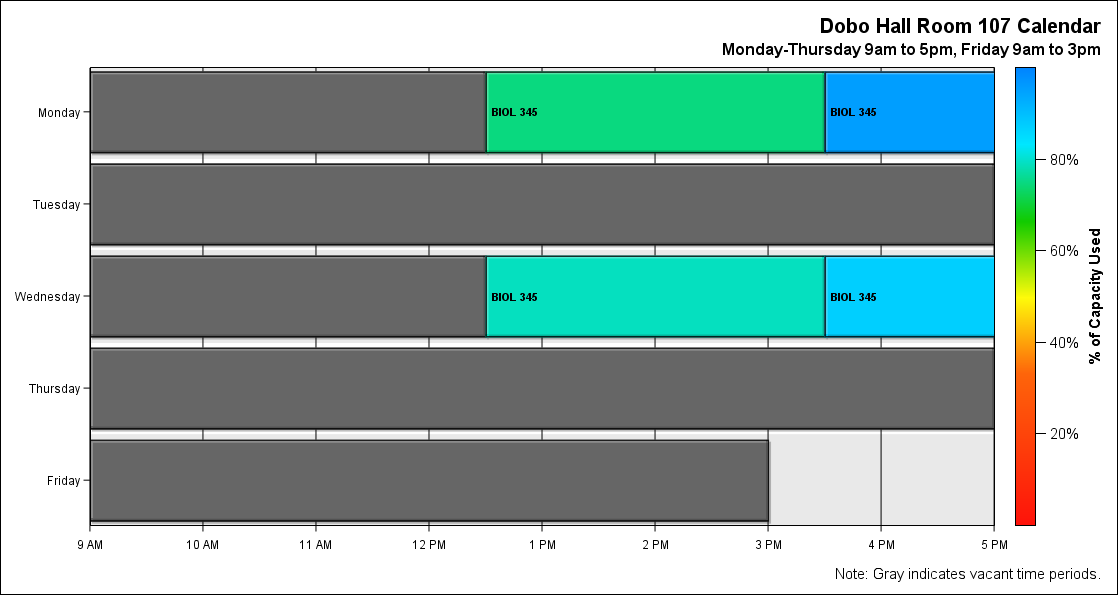 Dobo Hall Room 107 Calendar
Monday-Thursday 9am to 5pm, Friday 9am to 3pm
Monday
BIOL 345
BIOL 345
Tuesday
Wednesday
BIOL 345
BIOL 345
Thursday
Friday
9 AM
10 AM
11 AM
12 PM
1 PM
2 PM
3 PM
4 PM
5 PM
80%
60%
40%
20%
% of Capacity Used
Note: Gray indicates vacant time periods.